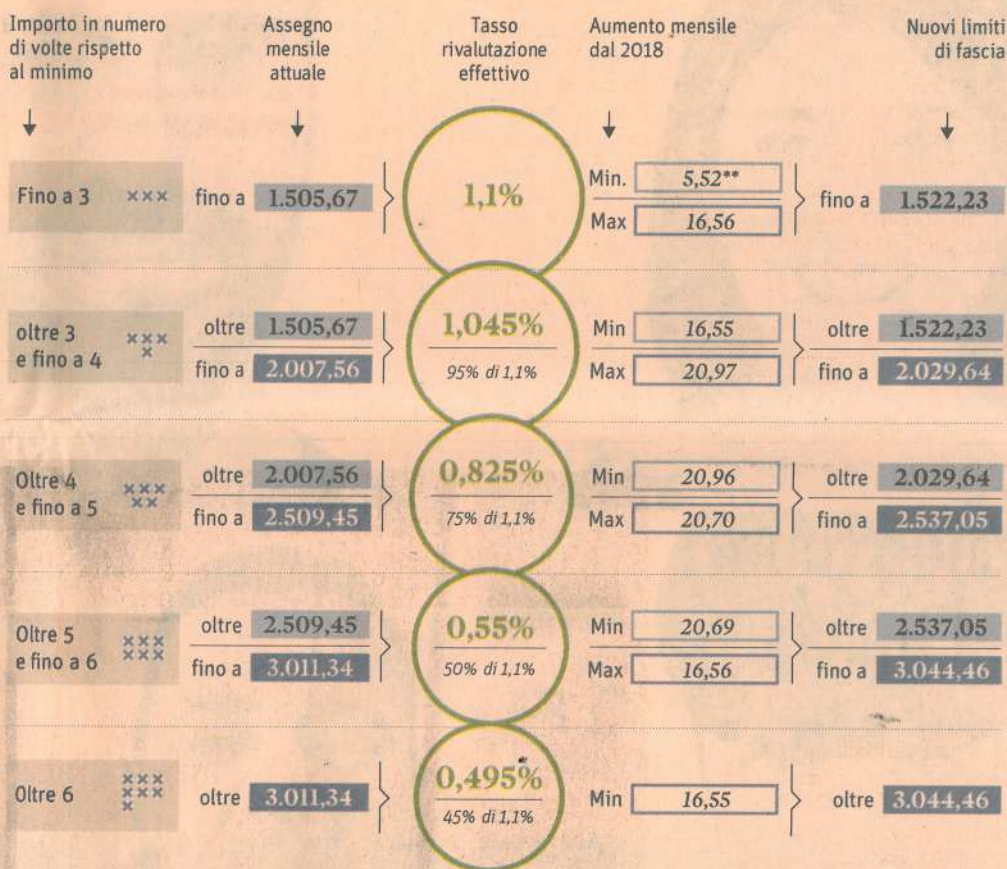 Importo in numero
di volte rispetto
al minimo
Assegno
mensile
attuale
Tasso
rivalutazione
effettivo
Aumento mensile
dal 2018
Nuovi limiti
di fascia
Fino a 3 ×××
fino a 1.505,67
1,1%
Min. 5,52**
Max 16,56
fino a 1.522,23
oltre 3
e fino a 4
×××
×
oltre 1.505,67
fino a 2.007,56
1,045%
95% di 1,1%
Min 16,55
Max 20,97
oltre 1.522,23
fino a 2.029,64
Oltre 4
e fino a 5
×××
××
oltre 2.007,56
fino a 2.509,45
0,825%
75% di 1,1%
Min 20,96
Max 20,70
oltre 2.029,64
fino a 2.537,05
Oltre 5
e fino a 6
×××
×××
oltre 2.509,45
fino a 3.011,34
0,55%
50% di 1,1%
Min 20,69
Max 16,56
oltre 2.537,05
fino a 3.044,46
Oltre 6
×××
×××
×
oltre 3.011,34
0,495%
45% di 1,1%
Min 16,55
oltre 3.044,46